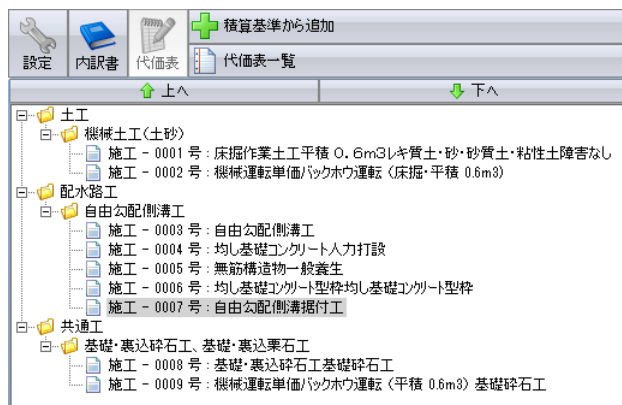 積算基準から追加
設定 内訳書 代価表 代価表一覧
上へ 下へ
土工
機械土工(土砂)
施工 - 0001 号 : 床掘作業土工平積 0.6m3レキ質土・砂・砂質土・粘性土障害なし
施工 - 0002 号 : 機械運転単価バックホウ運転 (床掘・平積 0.6m3)
配水路工
自由勾配側溝工
施工 - 0003 号 : 自由勾配側溝工
施工 - 0004 号 : 均し基礎コンクリート人力打設
施工 - 0005 号 : 無筋構造物一般養生
施工 - 0006 号 : 均し基礎コンクリート型枠均し基礎コンクリート型枠
施工 - 0007 号 : 自由勾配側溝据付工
共通工
基礎・裏込砕石工、基礎・裏込栗石工
施工 - 0008 号 : 基礎・裏込砕石工基礎砕石工
施工 - 0009 号 : 機械運転単価バックホウ運転 (平積 0.6m3) 基礎砕石工